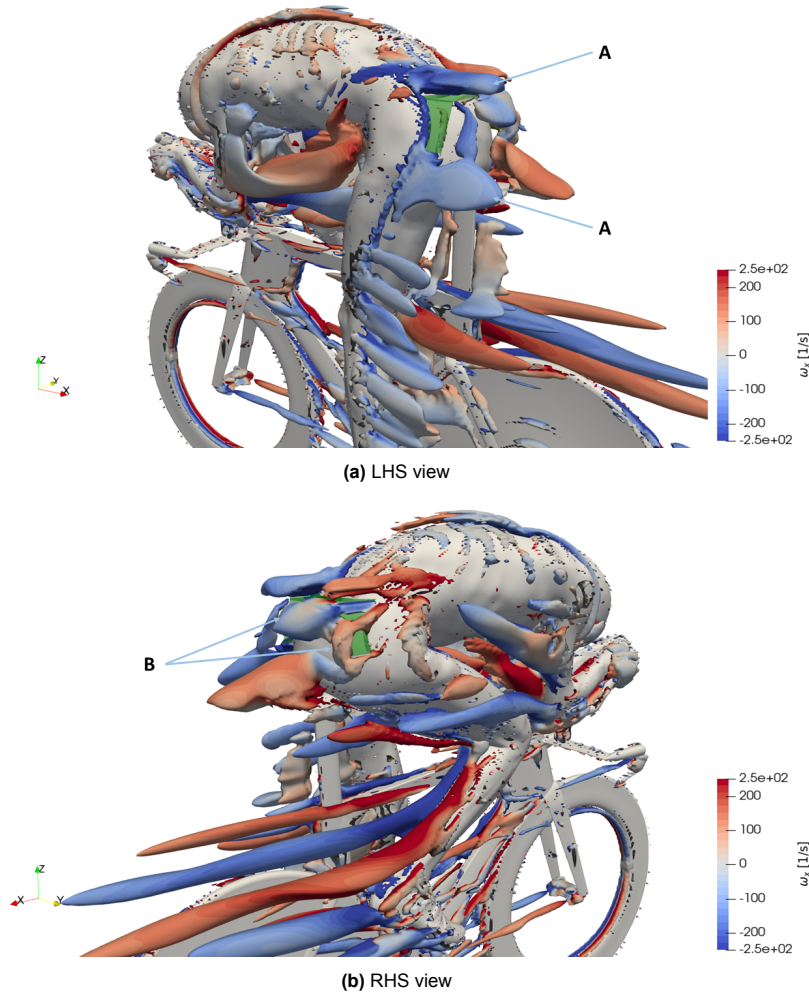 A
A
2.5e+02
200
100
0
-100
-200
-2.5e+02
ωx [1/s]
Z
Y
X
(a) LHS view
B
2.5e+02
200
100
0
-100
-200
-2.5e+02
ωx [1/s]
Z
X
Y
(b) RHS view